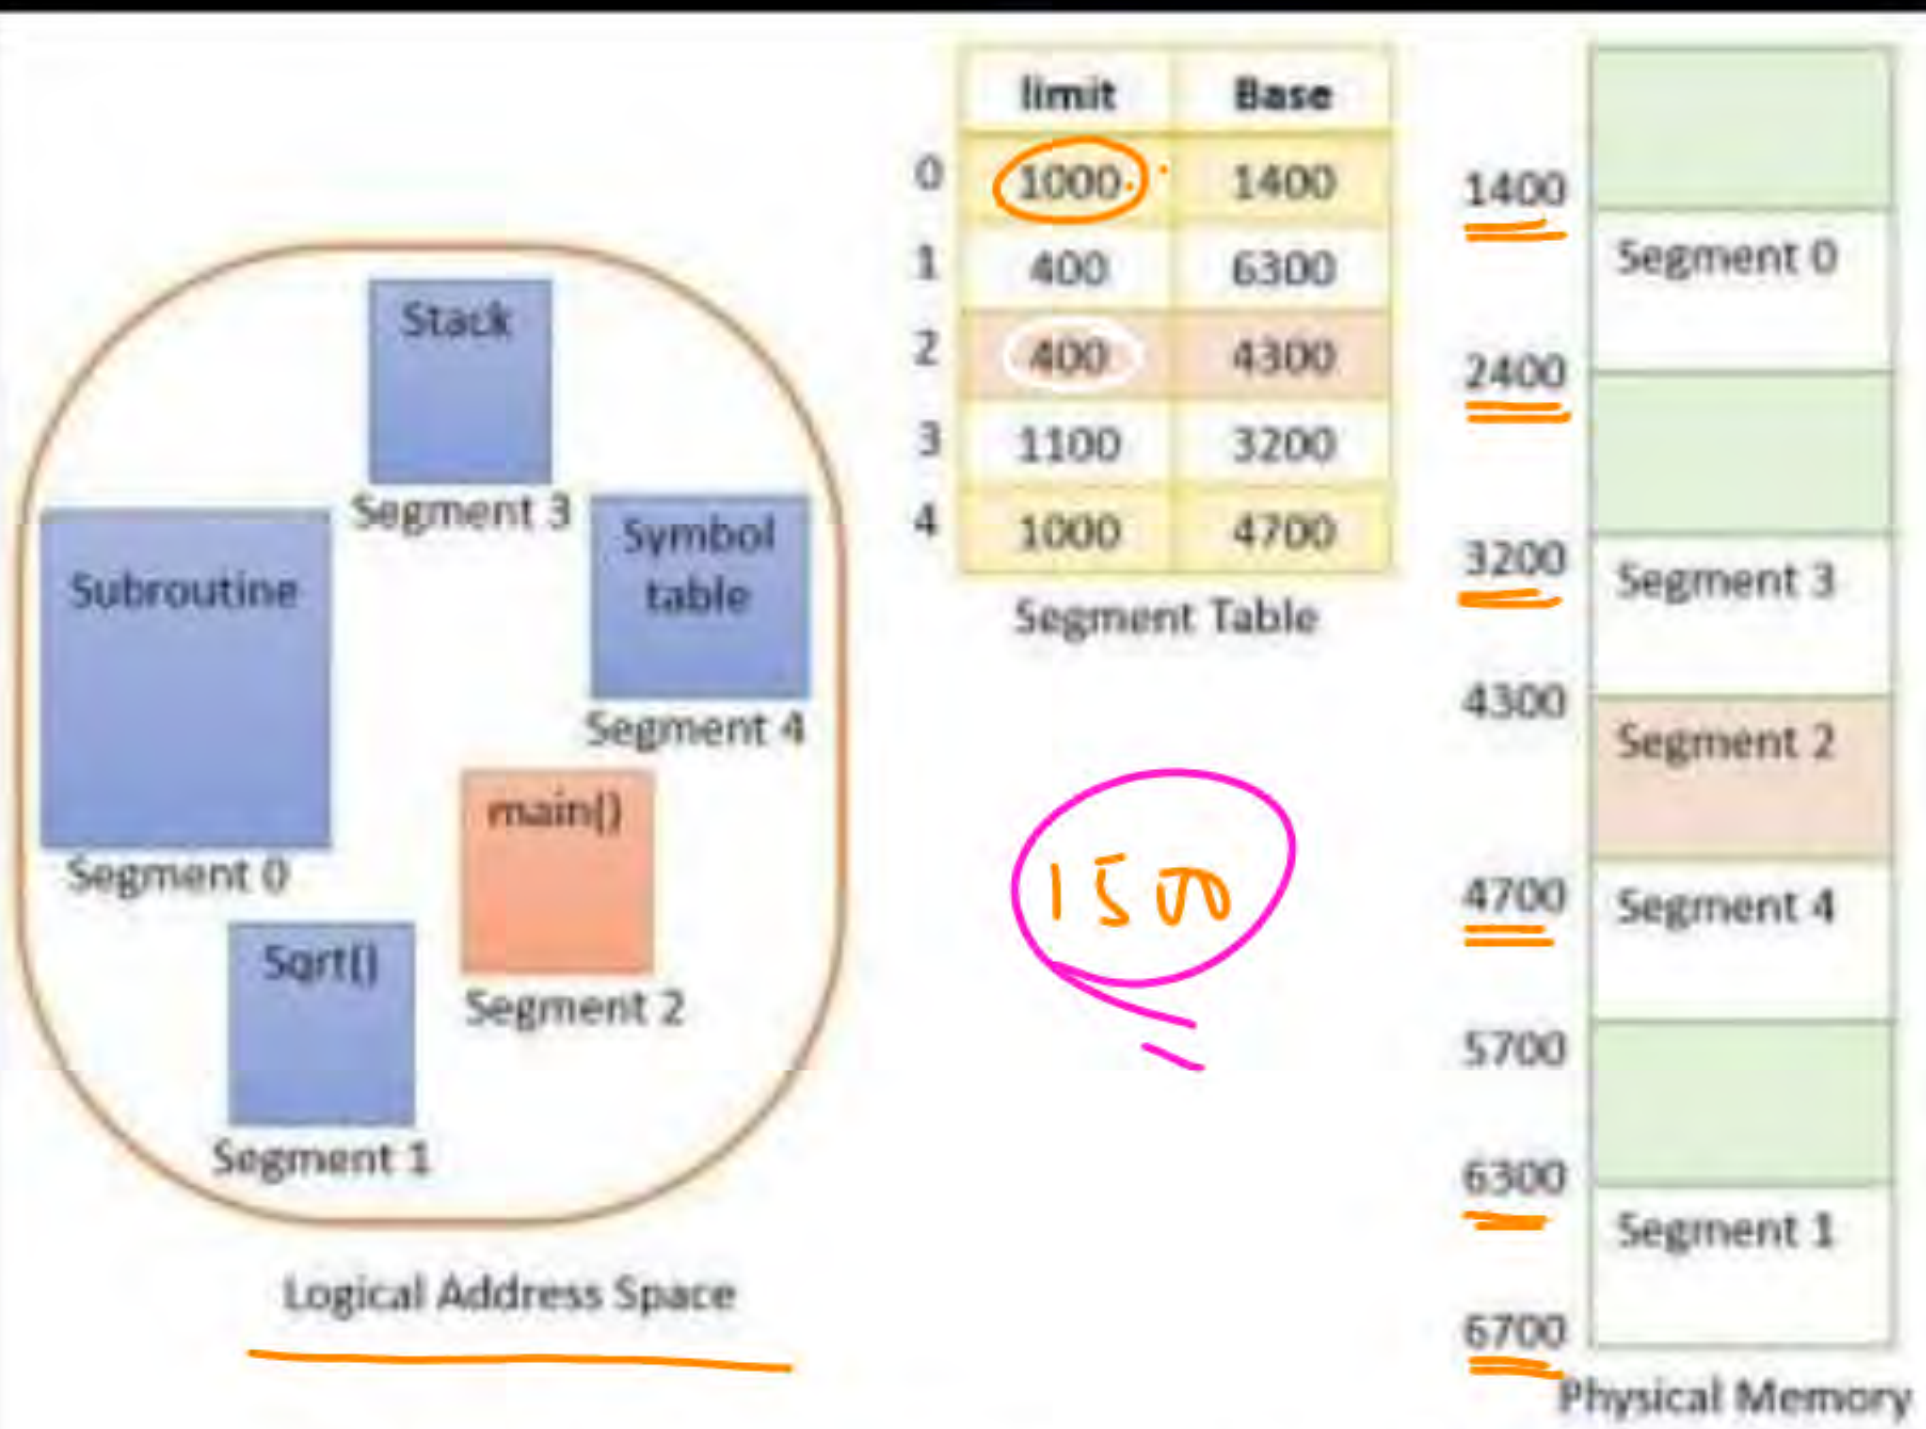 Stack
Segment 3
Subroutine
Segment 0
Symbol
table
Segment 4
main()
Segment 2
Sqrt()
Segment 1
Logical Address Space
limit Base
0 1000 1400
1 400 6300
2 400 4300
3 1100 3200
4 1000 4700
Segment Table
1500
1400
Segment 0
2400
3200
Segment 3
4300
Segment 2
4700
Segment 4
5700
6300
Segment 1
6700
Physical Memory